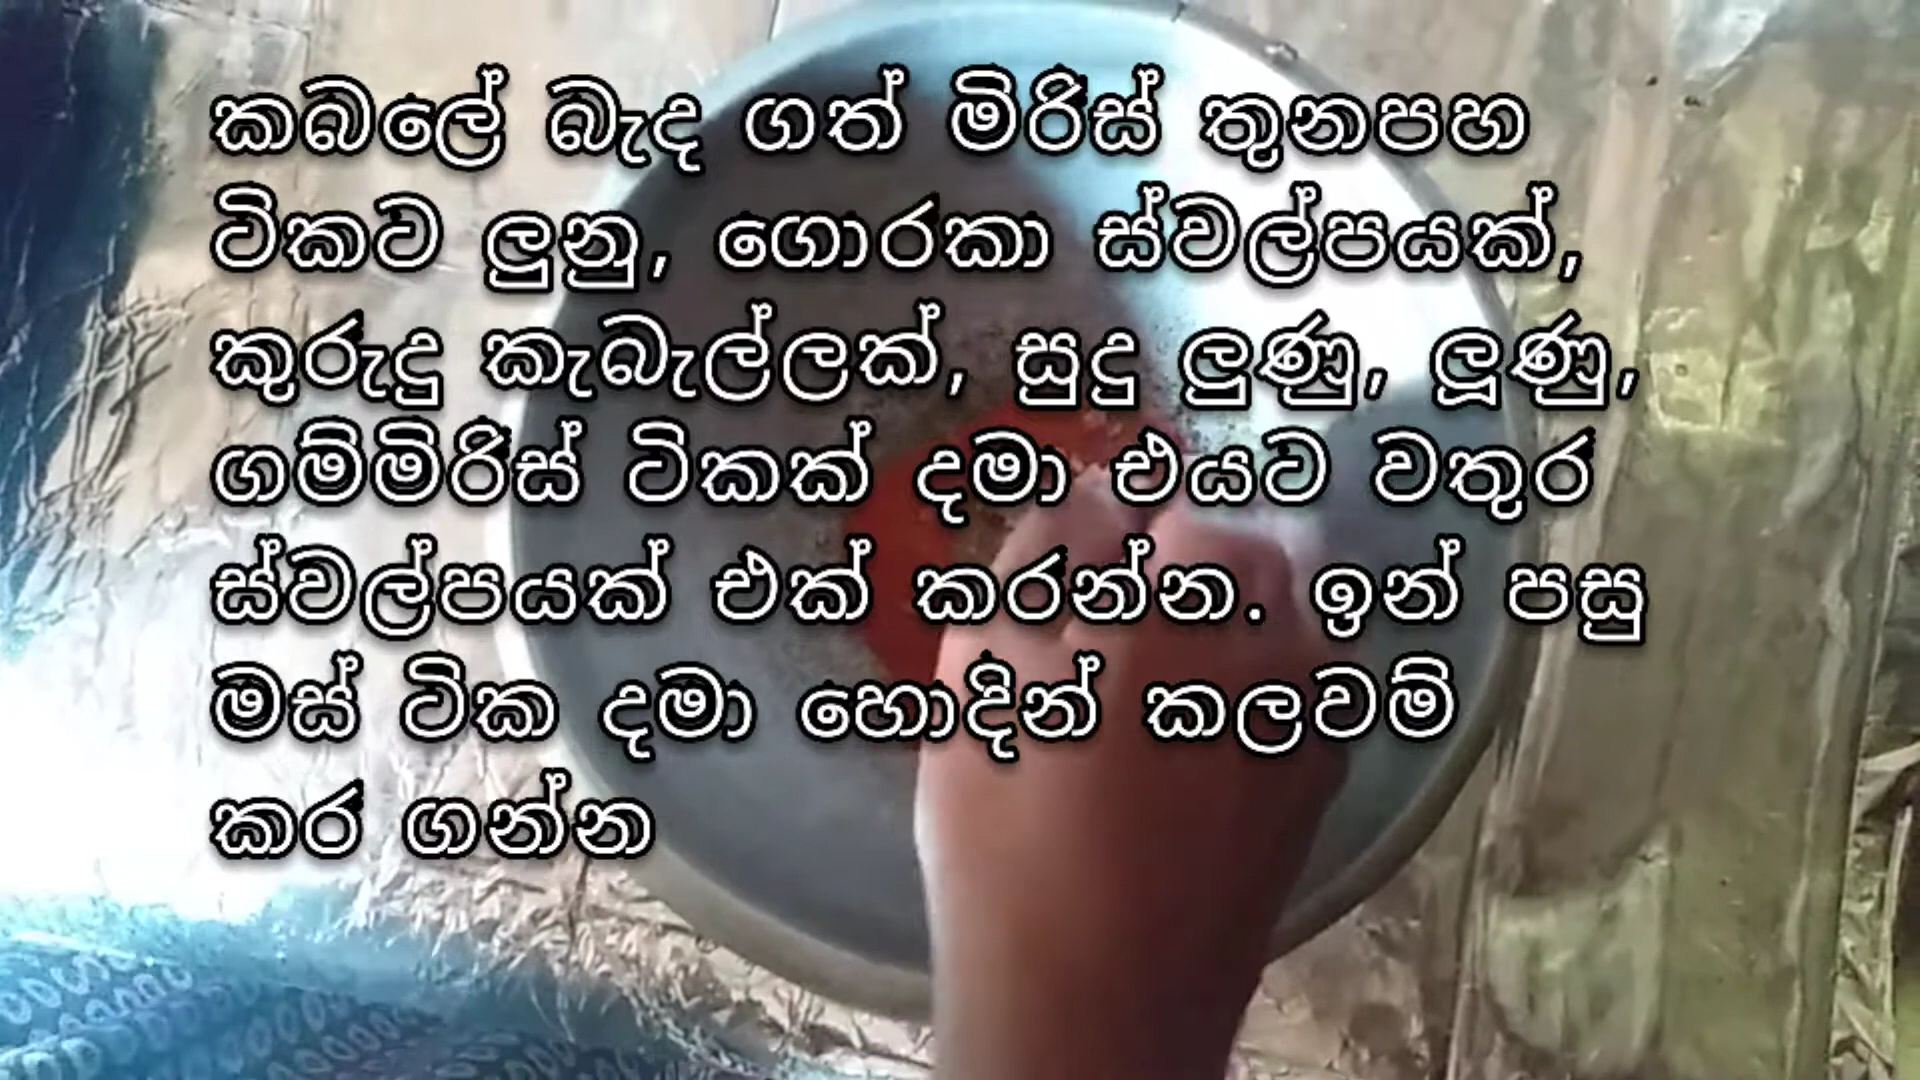 කබලේ බැද ගත් මිරිස් තුනපහ
ටිකට ලුනු, ගොරකා ස්වල්පයක්,
කුරුදු කැබැල්ලක්, සුදු ලුණු, ලූණු,
ගම්මිරිස් ටිකක් දමා එයට වතුර
ස්වල්පයක් එක් කරන්න. ඉන් පසු
මස් ටික දමා හොදින් කලවම්
කර ගන්න